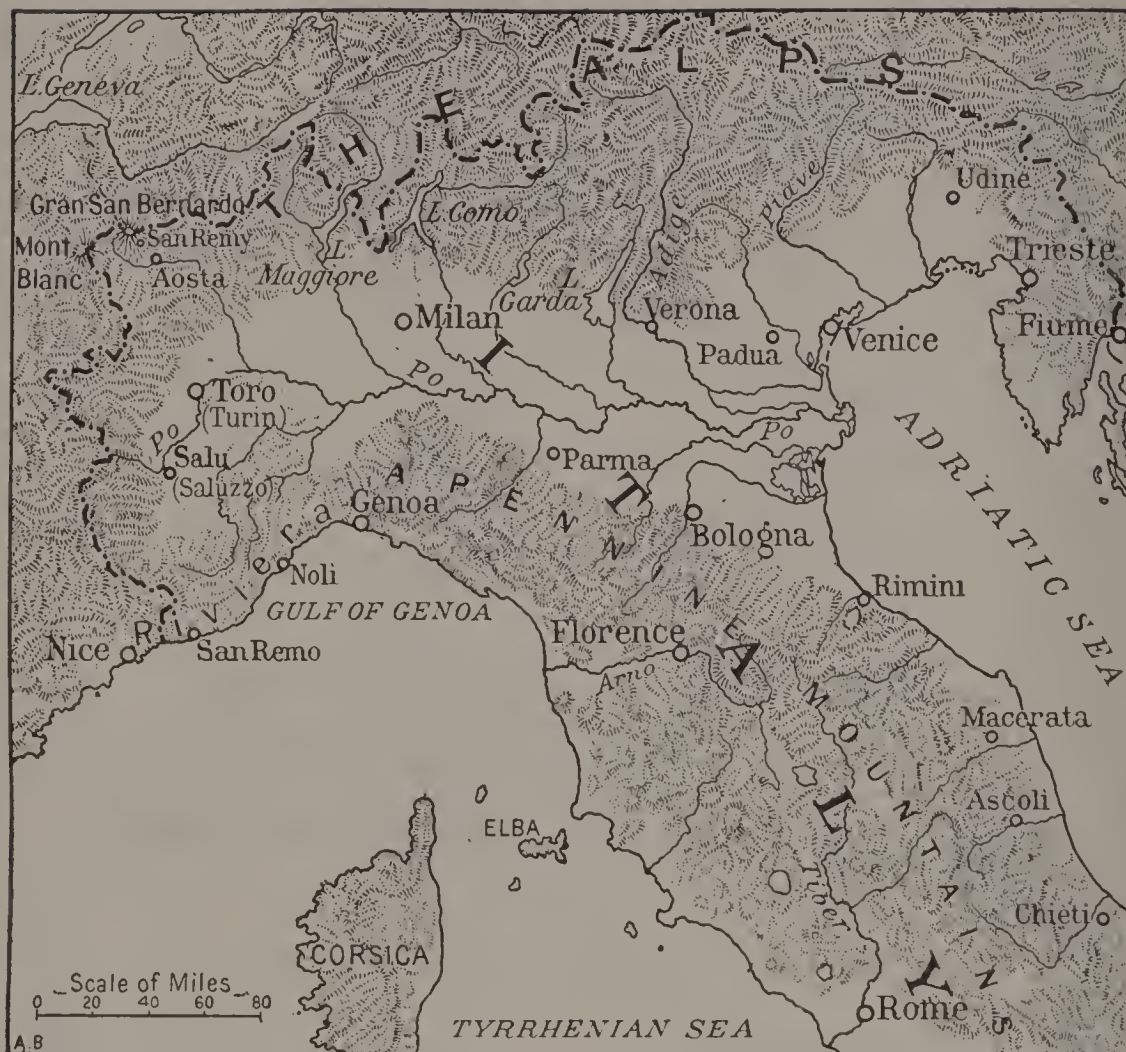 THE ALPS
L. Geneva
Gran San Bernardo
San Remy
Mont
Blanc
Aosta
L.
Maggiore
L. Como
L
Garda
Adige
Piave
Udine
Trieste
Fiume
Milan
Verona
Padua
Venice
Toro
(Turin)
Po
Po
Po
Salu
(Saluzzo)
Parma
Genoa
Bologna
APENNINE MOUNTAINS
ITALY
ADRIATIC SEA
Riviera
Noli
GULF OF GENOA
Rimini
Nice
San Remo
Florence
Arno
Macerata
Ascoli
ELBA
Tiber
Chieti
CORSICA
Scale of Miles
0 20 40 60 80
Rome
TYRRHENIAN SEA
A.B